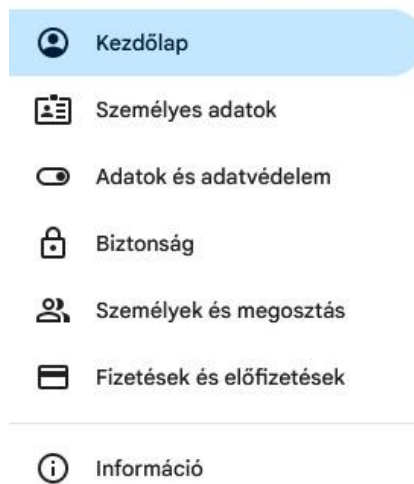 Kezdőlap
Személyes adatok
Adatok és adatvédelem
Biztonság
Személyek és megosztás
Fizetések és előfizetések
Információ